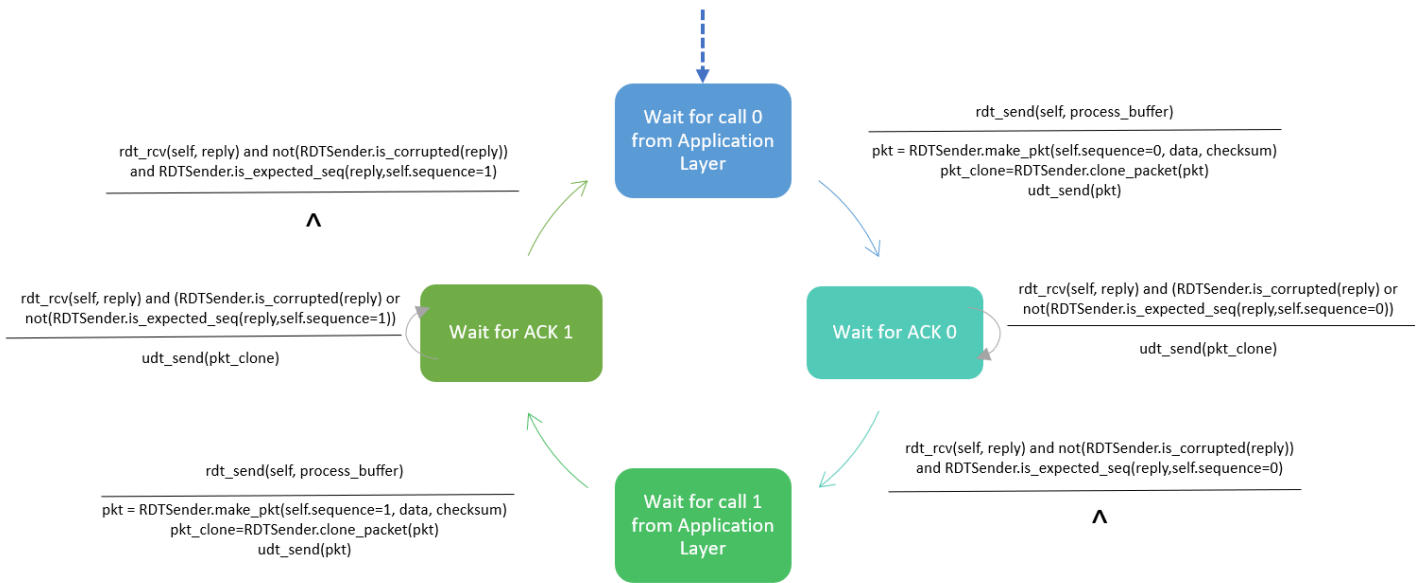 Wait for call 0
from Application
Layer
rdt_send(self, process_buffer)
pkt = RDTSender.make_pkt(self.sequence=0, data, checksum)
pkt_clone=RDTSender.clone_packet(pkt)
udt_send(pkt)
rdt_rcv(self, reply) and not(RDTSender.is_corrupted(reply))
and RDTSender.is_expected_seq(reply,self.sequence=1)
^
rdt_rcv(self, reply) and (RDTSender.is_corrupted(reply) or
not(RDTSender.is_expected_seq(reply,self.sequence=1))
udt_send(pkt_clone)
Wait for ACK 1
Wait for ACK 0
rdt_rcv(self, reply) and (RDTSender.is_corrupted(reply) or
not(RDTSender.is_expected_seq(reply,self.sequence=0))
udt_send(pkt_clone)
rdt_send(self, process_buffer)
pkt = RDTSender.make_pkt(self.sequence=1, data, checksum)
pkt_clone=RDTSender.clone_packet(pkt)
udt_send(pkt)
Wait for call 1
from Application
Layer
rdt_rcv(self, reply) and not(RDTSender.is_corrupted(reply))
and RDTSender.is_expected_seq(reply,self.sequence=0)
^